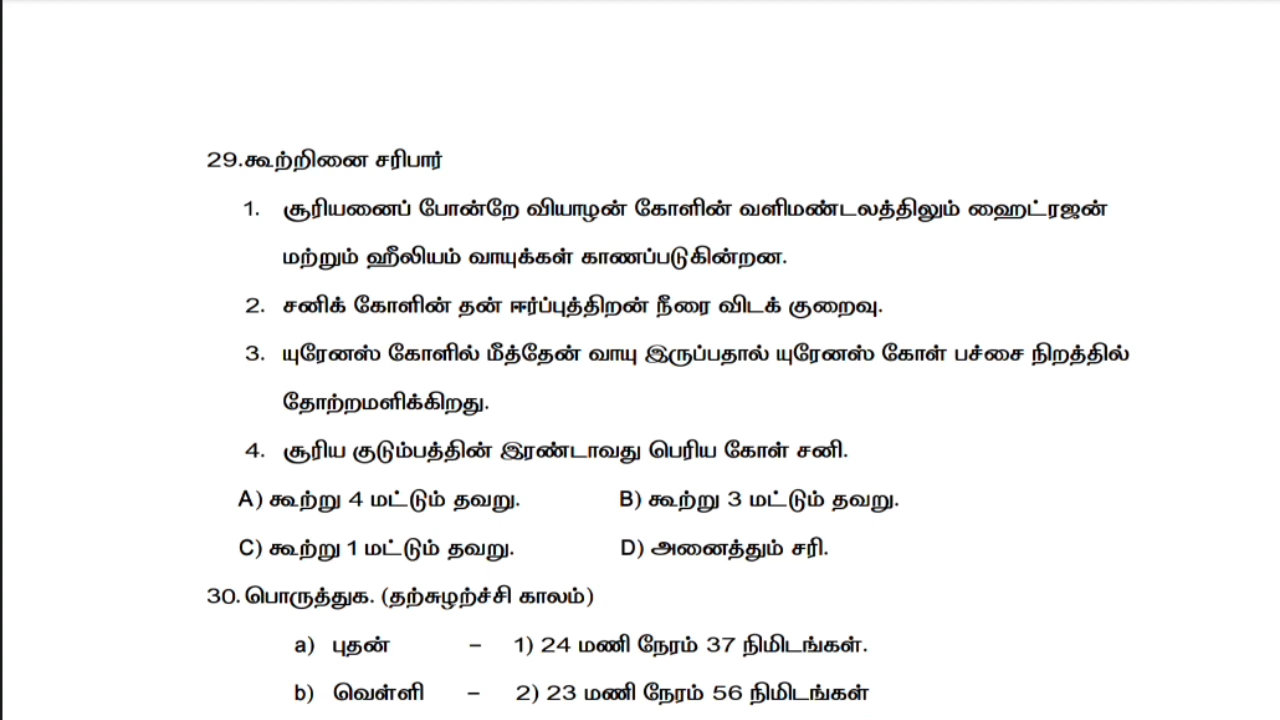 29.கூற்றினை சரிபார்
1. சூரியனைப் போன்றே வியாழன் கோளின் வளிமண்டலத்திலும் ஹைட்ரஜன்
மற்றும் ஹீலியம் வாயுக்கள் காணப்படுகின்றன.
2. சனிக் கோளின் தன் ஈர்ப்புத்திறன் நீரை விடக் குறைவு.
3. யுரேனஸ் கோளில் மீத்தேன் வாயு இருப்பதால் யுரேனஸ் கோள் பச்சை நிறத்தில்
தோற்றமளிக்கிறது.
4. சூரிய குடும்பத்தின் இரண்டாவது பெரிய கோள் சனி.
A) கூற்று 4 மட்டும் தவறு. B) கூற்று 3 மட்டும் தவறு.
C) கூற்று 1 மட்டும் தவறு. D) அனைத்தும் சரி.
30. பொருத்துக. (தற்சுழற்ச்சி காலம்)
a) புதன் – 1) 24 மணி நேரம் 37 நிமிடங்கள்.
b) வெள்ளி – 2) 23 மணி நேரம் 56 நிமிடங்கள்